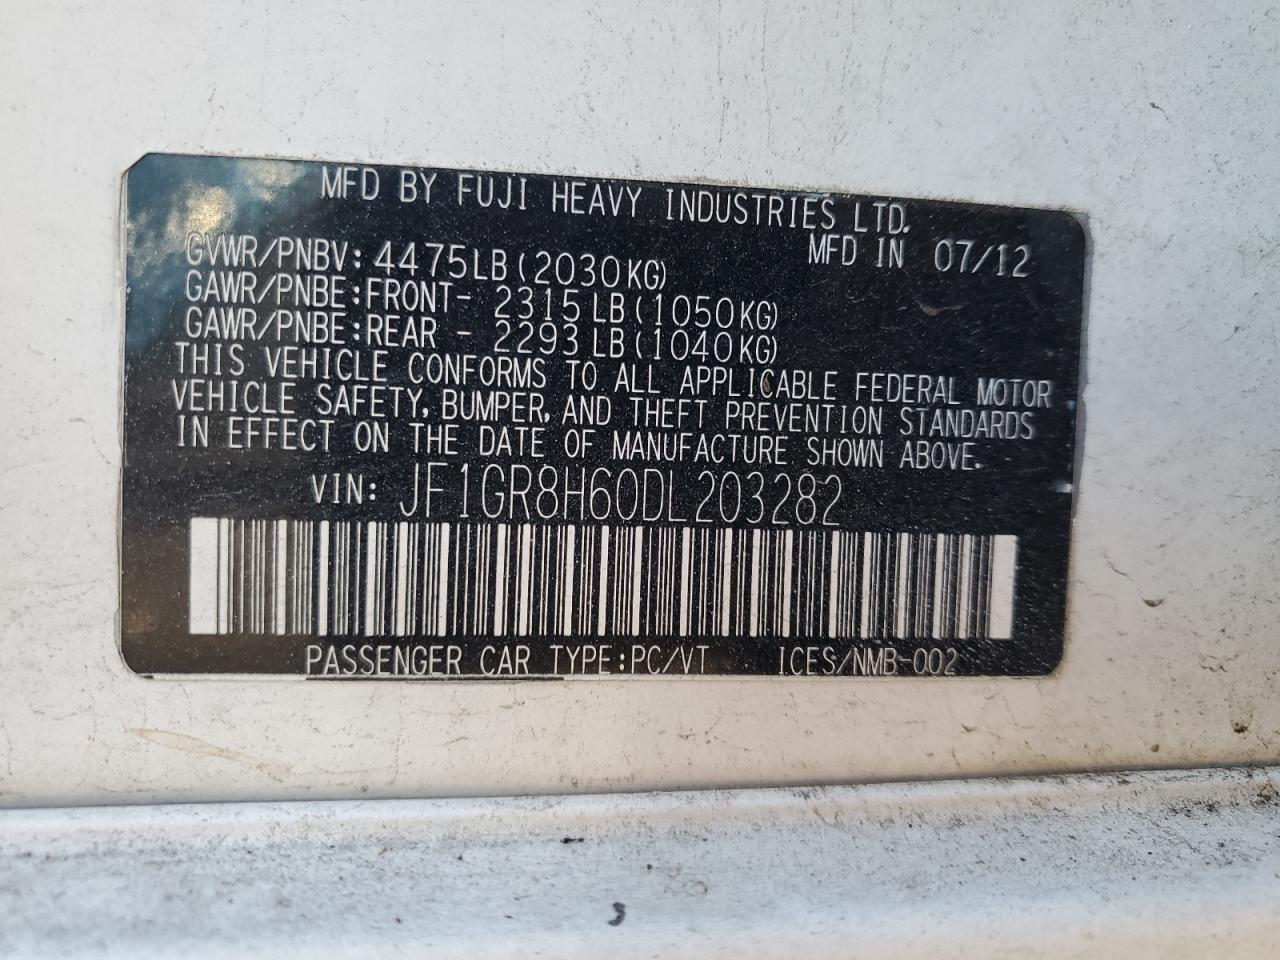 MFD BY FUJI HEAVY INDUSTRIES LTD.
MFD IN 07/12
GVWR/PNBV: 4475LB (2030KG)
GAWR/PNBE: FRONT- 2315LB (1050KG)
GAWR/PNBE: REAR - 2293LB (1040KG)
THIS VEHICLE CONFORMS TO ALL APPLICABLE FEDERAL MOTOR
VEHICLE SAFETY, BUMPER, AND THEFT PREVENTION STANDARDS
IN EFFECT ON THE DATE OF MANUFACTURE SHOWN ABOVE.
VIN: JF1GR8H60DL203282
PASSENGER CAR TYPE: PC/VT ICES/NMB-002